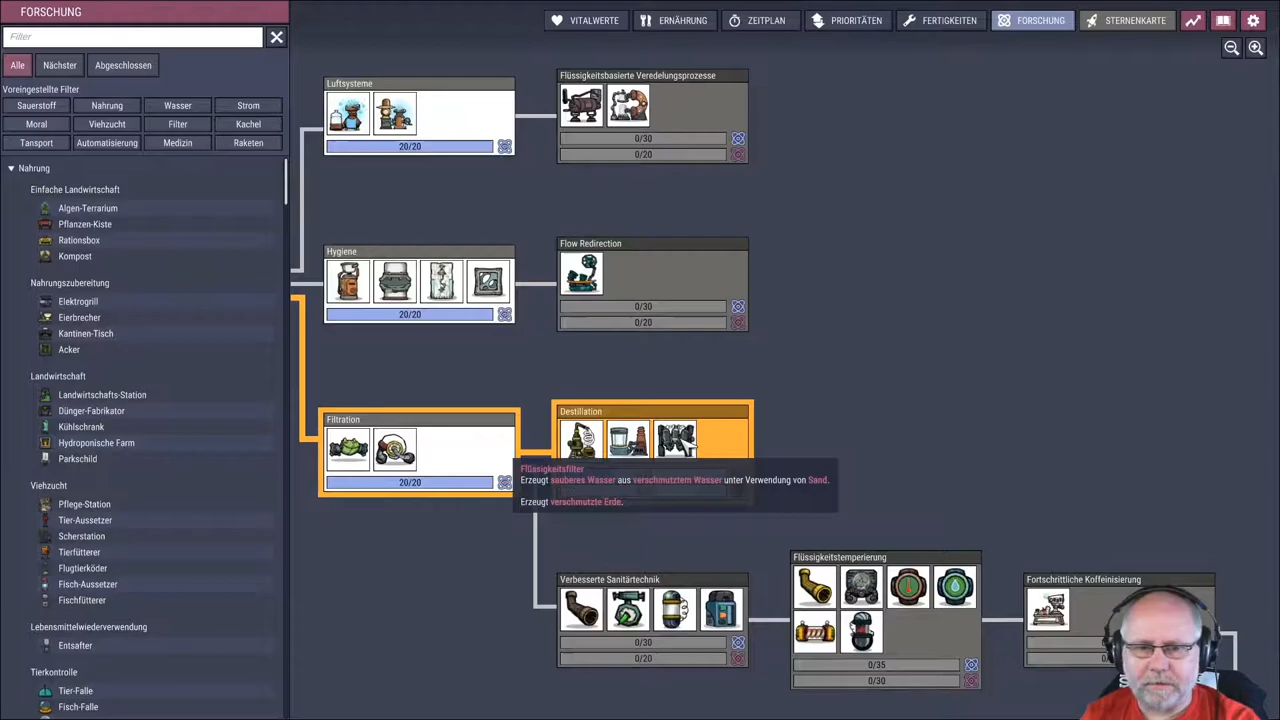 FORSCHUNG
VITALWERTE
ERNÄHRUNG
ZEITPLAN
PRIORITÄTEN
FERTIGKEITEN
FORSCHUNG
STERNENKARTE
Filter
Alle
Nächster
Abgeschlossen
Voreingestellte Filter
Sauerstoff
Nahrung
Wasser
Strom
Moral
Viehzucht
Filter
Kachel
Transport
Automatisierung
Medizin
Raketen
Nahrung
Einfache Landwirtschaft
Algen-Terrarium
Pflanzen-Kiste
Rationsbox
Kompost
Nahrungszubereitung
Elektrogrill
Eierbrecher
Kantinen-Tisch
Acker
Landwirtschaft
Landwirtschafts-Station
Dünger-Fabrikator
Kühlschrank
Hydroponische Farm
Parkschild
Viehzucht
Pflege-Station
Tier-Aussetzer
Scherstation
Tierfütterer
Flugtierköder
Fisch-Aussetzer
Fischfütterer
Lebensmittelwiederverwendung
Entsafter
Tierkontrolle
Tier-Falle
Fisch-Falle
Luftsysteme
20/20
Flüssigkeitsbasierte Veredelungsprozesse
0/30
0/20
Hygiene
20/20
Flow Redirection
0/30
0/20
Filtration
20/20
Destillation
Flüssigkeitsfilter
Erzeugt sauberes Wasser aus verschmutztem Wasser unter Verwendung von Sand.
Erzeugt verschmutzte Erde.
Verbesserte Sanitärtechnik
0/30
0/20
Flüssigkeitstemperierung
0/35
0/30
Fortschrittliche Koffeinisierung